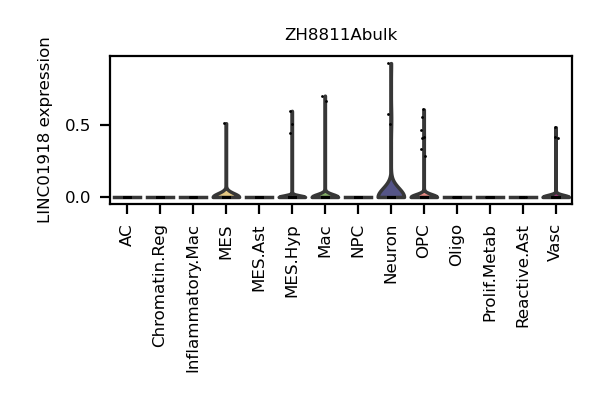 ZH8811Abulk
LINC01918 expression
0.5
0.0
AC
Chromatin.Reg
Inflammatory.Mac
MES
MES.Ast
MES.Hyp
Mac
NPC
Neuron
OPC
Oligo
Prolif.Metab
Reactive.Ast
Vasc